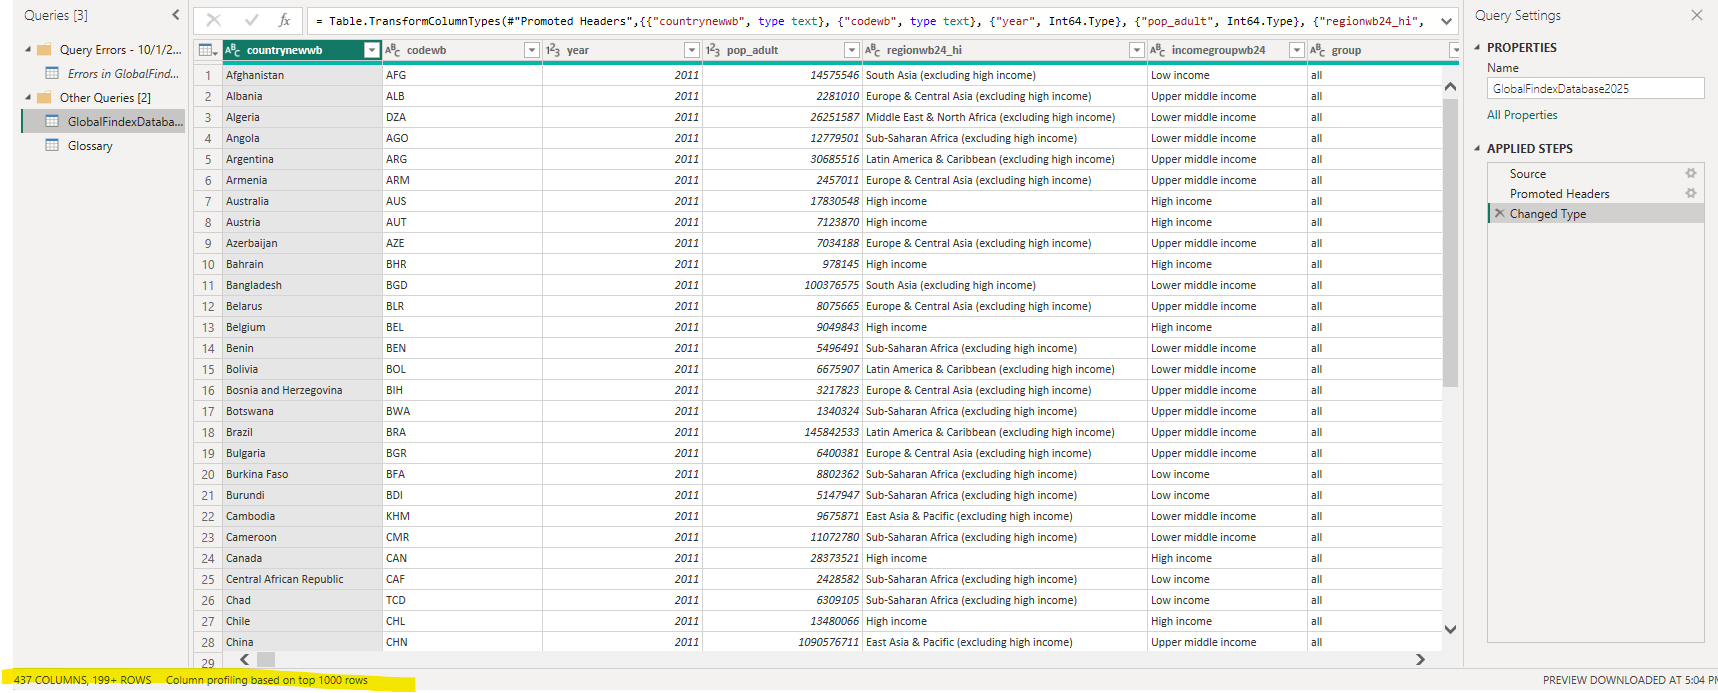 Queries [3]
Query Errors - 10/1/2...
Errors in GlobalFind...
Other Queries [2]
GlobalFindexDataba...
Glossary
fx
= Table.TransformColumnTypes(#"Promoted Headers",{{"countrynewwb", type text}, {"codewb", type text}, {"year", Int64.Type}, {"pop_adult", Int64.Type}, {"regionwb24_hi",
ABC countrynewwb ABC codewb 123 year 123 pop_adult ABC regionwb24_hi ABC incomegroupwb24 ABC group
1 Afghanistan AFG 2011 14575546 South Asia (excluding high income) Low income all
2 Albania ALB 2011 2281010 Europe & Central Asia (excluding high income) Upper middle income all
3 Algeria DZA 2011 26251587 Middle East & North Africa (excluding high income) Upper middle income all
4 Angola AGO 2011 12779501 Sub-Saharan Africa (excluding high income) Lower middle income all
5 Argentina ARG 2011 30685516 Latin America & Caribbean (excluding high income) Upper middle income all
6 Armenia ARM 2011 2457011 Europe & Central Asia (excluding high income) Upper middle income all
7 Australia AUS 2011 17830548 High income High income all
8 Austria AUT 2011 7123870 High income High income all
9 Azerbaijan AZE 2011 7034188 Europe & Central Asia (excluding high income) Upper middle income all
10 Bahrain BHR 2011 978145 High income High income all
11 Bangladesh BGD 2011 100376575 South Asia (excluding high income) Lower middle income all
12 Belarus BLR 2011 8075665 Europe & Central Asia (excluding high income) Upper middle income all
13 Belgium BEL 2011 9049843 High income High income all
14 Benin BEN 2011 5496491 Sub-Saharan Africa (excluding high income) Lower middle income all
15 Bolivia BOL 2011 6675907 Latin America & Caribbean (excluding high income) Lower middle income all
16 Bosnia and Herzegovina BIH 2011 3217823 Europe & Central Asia (excluding high income) Upper middle income all
17 Botswana BWA 2011 1340324 Sub-Saharan Africa (excluding high income) Upper middle income all
18 Brazil BRA 2011 145842533 Latin America & Caribbean (excluding high income) Upper middle income all
19 Bulgaria BGR 2011 6400381 Europe & Central Asia (excluding high income) Upper middle income all
20 Burkina Faso BFA 2011 8802362 Sub-Saharan Africa (excluding high income) Low income all
21 Burundi BDI 2011 5147947 Sub-Saharan Africa (excluding high income) Low income all
22 Cambodia KHM 2011 9675871 East Asia & Pacific (excluding high income) Lower middle income all
23 Cameroon CMR 2011 11072780 Sub-Saharan Africa (excluding high income) Lower middle income all
24 Canada CAN 2011 28373521 High income High income all
25 Central African Republic CAF 2011 2428582 Sub-Saharan Africa (excluding high income) Low income all
26 Chad TCD 2011 6309105 Sub-Saharan Africa (excluding high income) Low income all
27 Chile CHL 2011 13480066 High income High income all
28 China CHN 2011 1090576711 East Asia & Pacific (excluding high income) Upper middle income all
29
Query Settings
PROPERTIES
Name
GlobalFindexDatabase2025
All Properties
APPLIED STEPS
Source
Promoted Headers
Changed Type
437 COLUMNS, 199+ ROWS Column profiling based on top 1000 rows
PREVIEW DOWNLOADED AT 5:04 PM